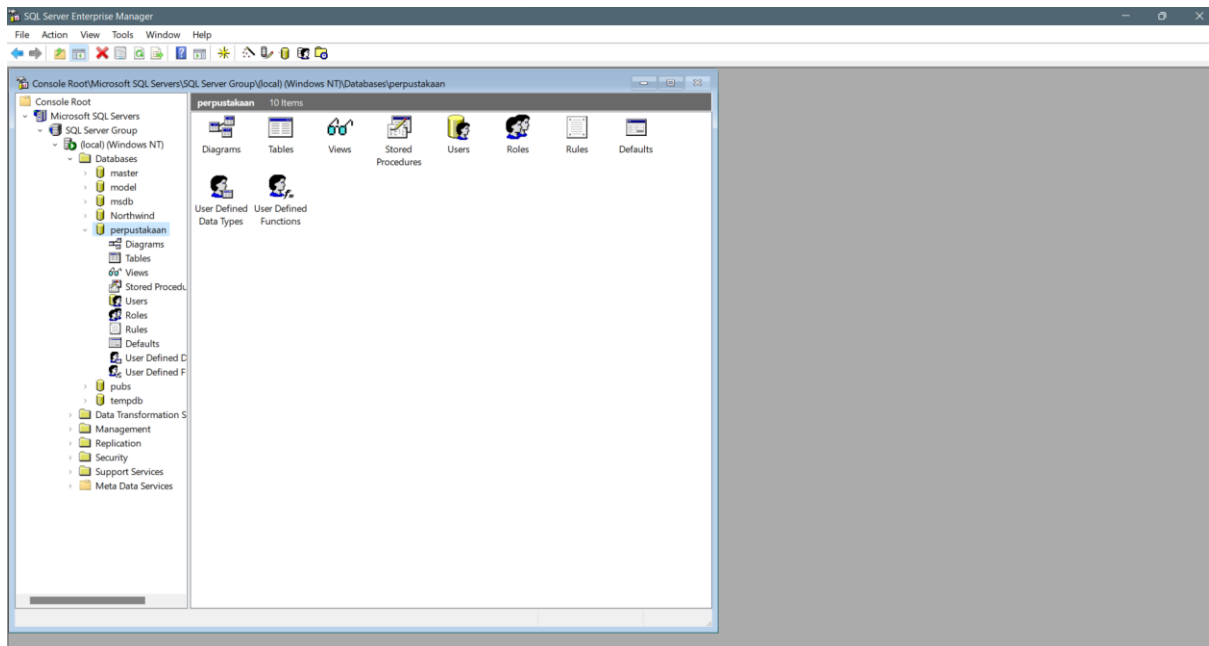 SQL Server Enterprise Manager
File Action View Tools Window Help
Console Root\Microsoft SQL Servers\SQL Server Group\(local) (Windows NT)\Databases\perpustakaan
Console Root
Microsoft SQL Servers
SQL Server Group
(local) (Windows NT)
Databases
master
model
msdb
Northwind
perpustakaan
Diagrams
Tables
Views
Stored Procedu
Users
Roles
Rules
Defaults
User Defined D
User Defined F
pubs
tempdb
Data Transformation S
Management
Replication
Security
Support Services
Meta Data Services
perpustakaan 10 Items
Diagrams Tables Views Stored Users Roles Rules Defaults
Procedures
User Defined User Defined
Data Types Functions